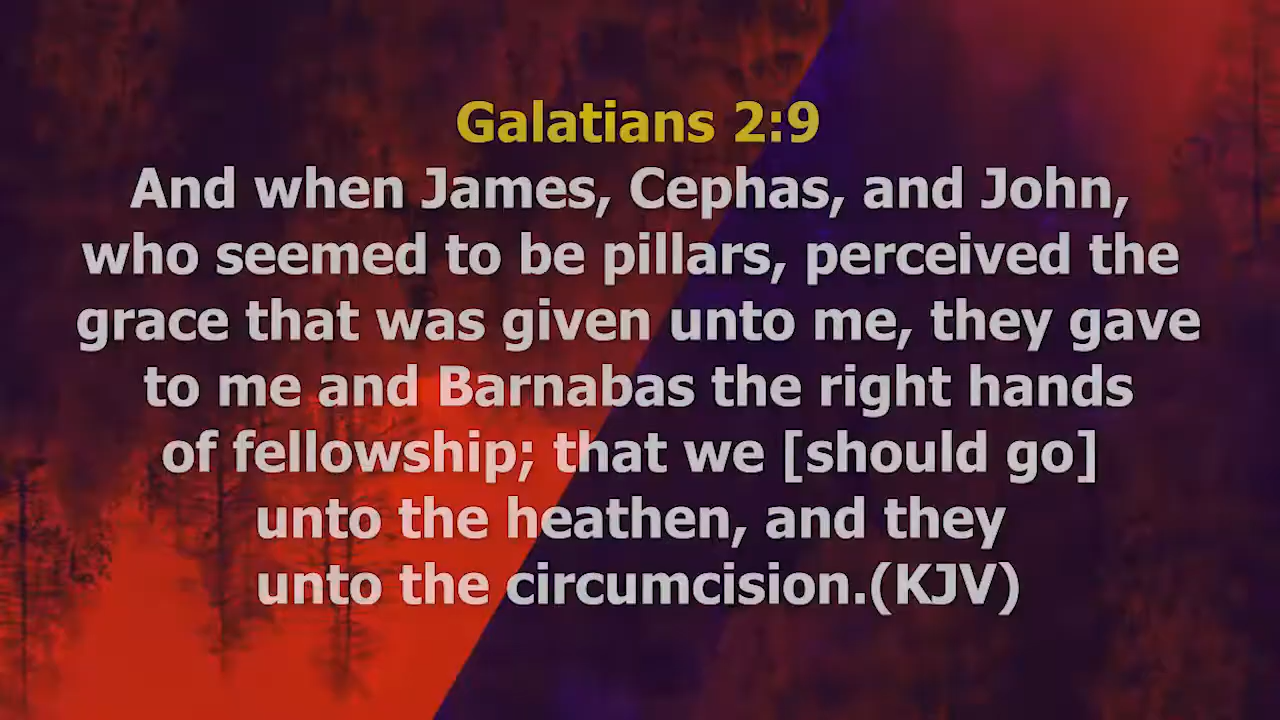 Galatians 2:9
And when James, Cephas, and John,
who seemed to be pillars, perceived the
grace that was given unto me, they gave
to me and Barnabas the right hands
of fellowship; that we [should go]
unto the heathen, and they
unto the circumcision.(KJV)